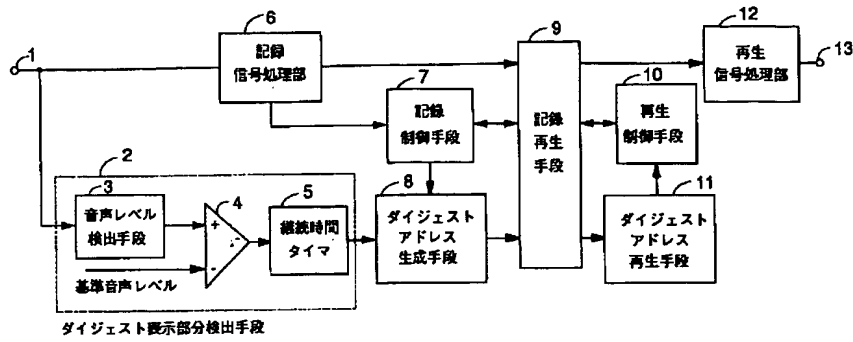 1
6
記録
信号処理部
7
記録
制御手段
9
記録
再生
手段
12
再生
信号処理部
13
10
再生
制御手段
2
3
音声レベル
検出手段
4
+
-
基準音声レベル
5
継続時間
タイマ
8
ダイジェスト
アドレス
生成手段
11
ダイジェスト
アドレス
再生手段
ダイジェスト表示部分検出手段